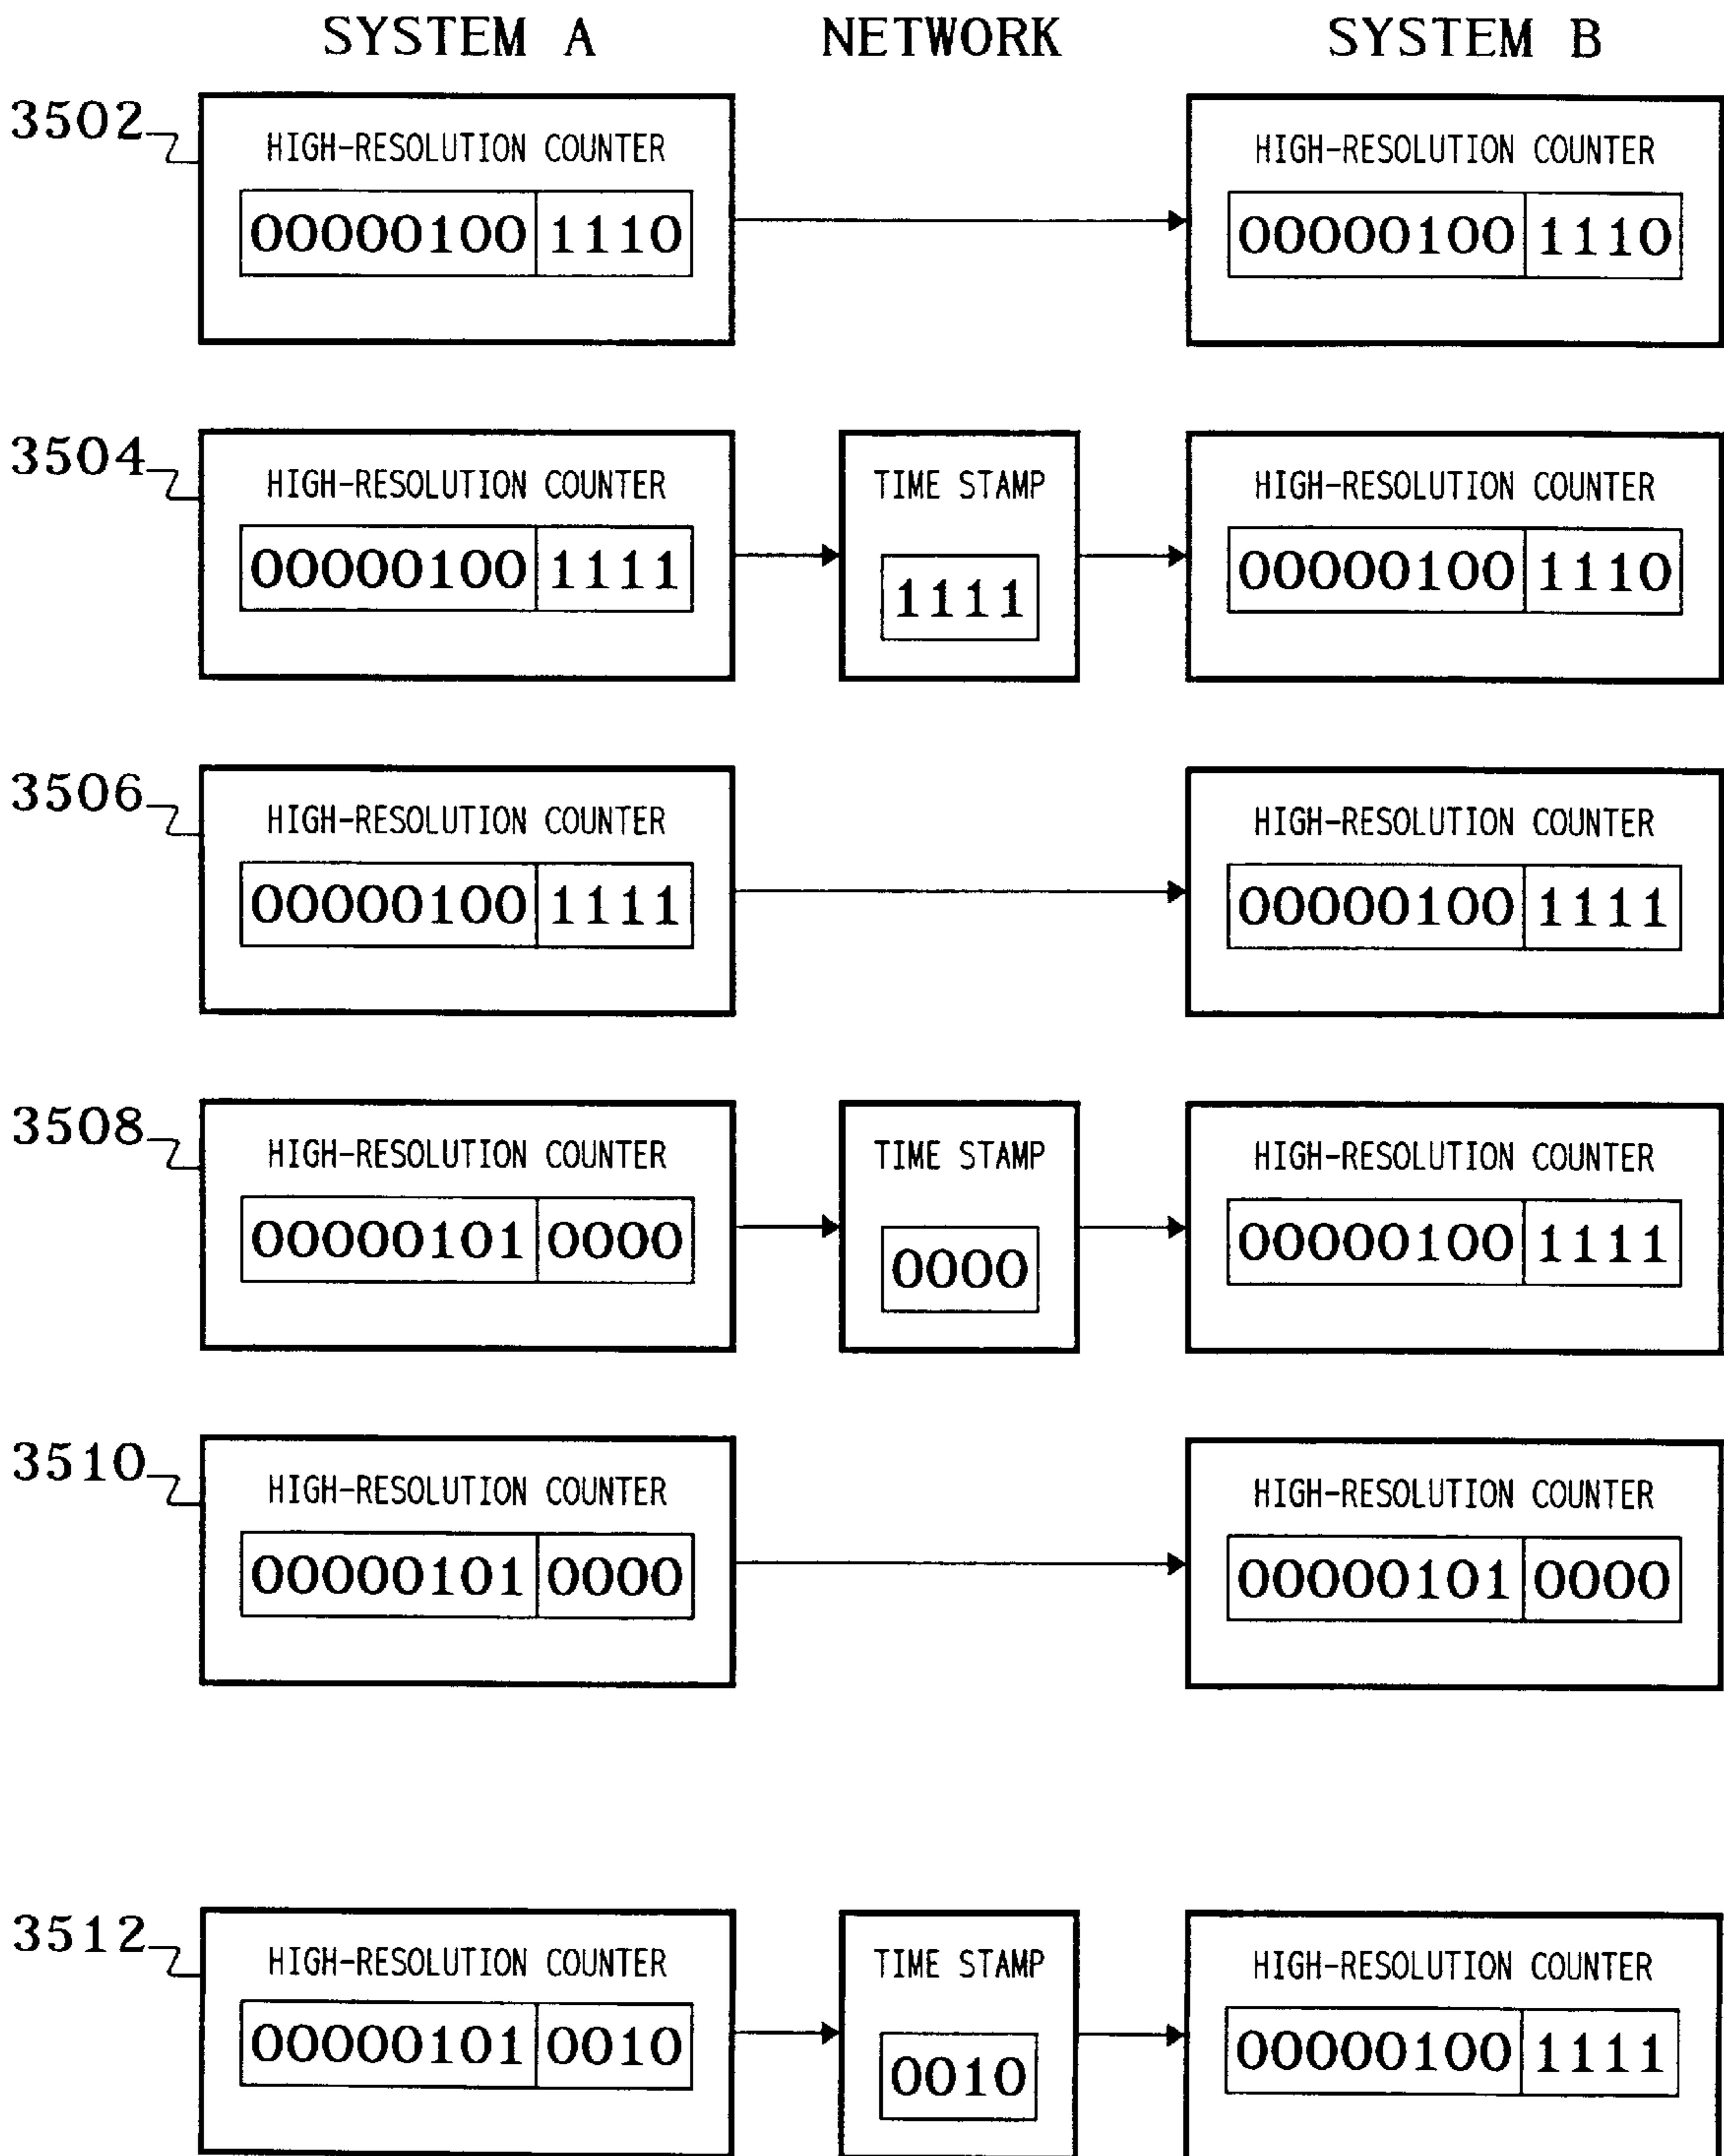 SYSTEM A NETWORK SYSTEM B
3502 HIGH-RESOLUTION COUNTER HIGH-RESOLUTION COUNTER
00000100 1110 00000100 1110
3504 HIGH-RESOLUTION COUNTER TIME STAMP HIGH-RESOLUTION COUNTER
00000100 1111 1111 00000100 1110
3506 HIGH-RESOLUTION COUNTER HIGH-RESOLUTION COUNTER
00000100 1111 00000100 1111
3508 HIGH-RESOLUTION COUNTER TIME STAMP HIGH-RESOLUTION COUNTER
00000101 0000 0000 00000100 1111
3510 HIGH-RESOLUTION COUNTER HIGH-RESOLUTION COUNTER
00000101 0000 00000101 0000
3512 HIGH-RESOLUTION COUNTER TIME STAMP HIGH-RESOLUTION COUNTER
00000101 0010 0010 00000100 1111